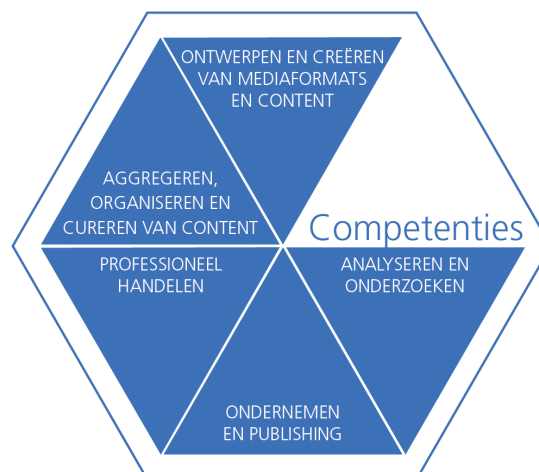 ONTWERPEN EN CREËREN
VAN MEDIAFORMATS
EN CONTENT
AGGREGEREN,
ORGANISEREN EN
CUREREN VAN CONTENT
Competenties
PROFESSIONEEL
HANDELEN
ANALYSEREN EN
ONDERZOEKEN
ONDERNEMEN
EN PUBLISHING